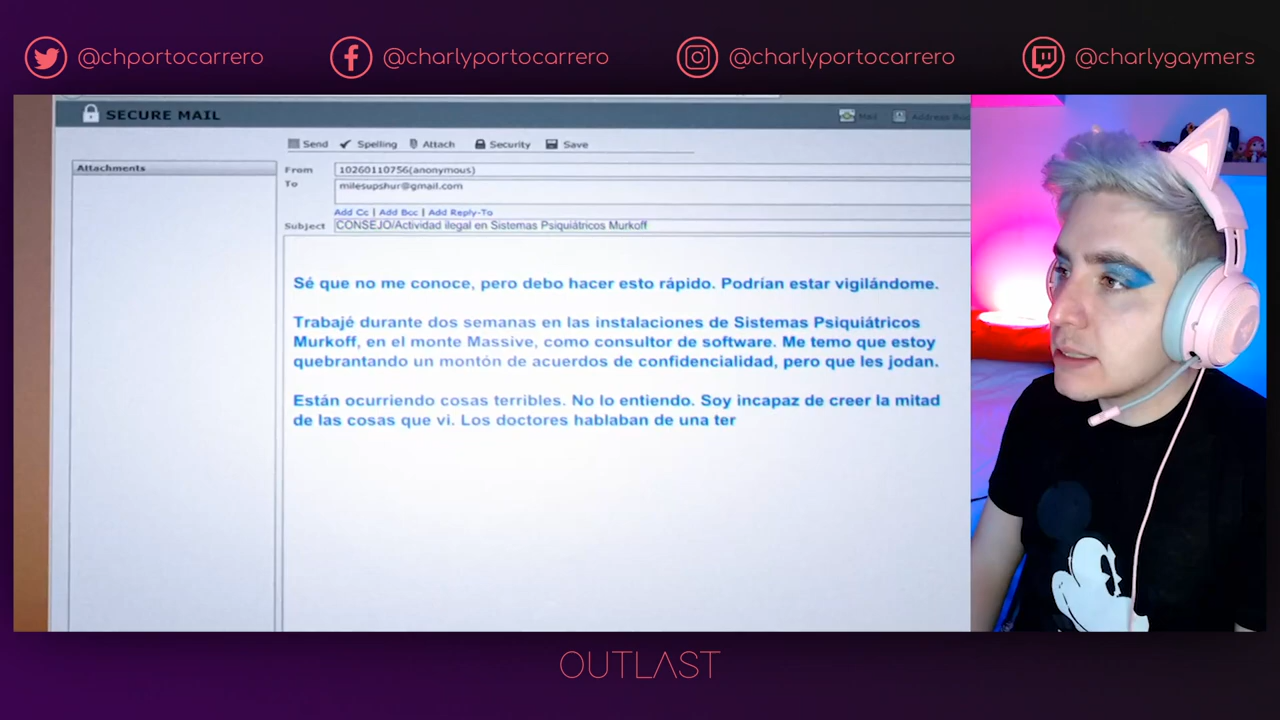 @chportocarrero
@charlyportocarrero
@charlyportocarrero
@charlygaymers
SECURE MAIL
Mail
Send Spelling Attach Security Save
Attachments
From 10260110756(anonymous)
To milesupshur@gmail.com
Add Cc | Add Bcc | Add Reply-To
Subject CONSEJO/Actividad ilegal en Sistemas Psiquiátricos Murkoff
Sé que no me conoce, pero debo hacer esto rápido. Podrían estar vigilándome.
Trabajé durante dos semanas en las instalaciones de Sistemas Psiquiátricos
Murkoff, en el monte Massive, como consultor de software. Me temo que estoy
quebrantando un montón de acuerdos de confidencialidad, pero que les jodan.
Están ocurriendo cosas terribles. No lo entiendo. Soy incapaz de creer la mitad
de las cosas que vi. Los doctores hablaban de una ter
OUTLAST